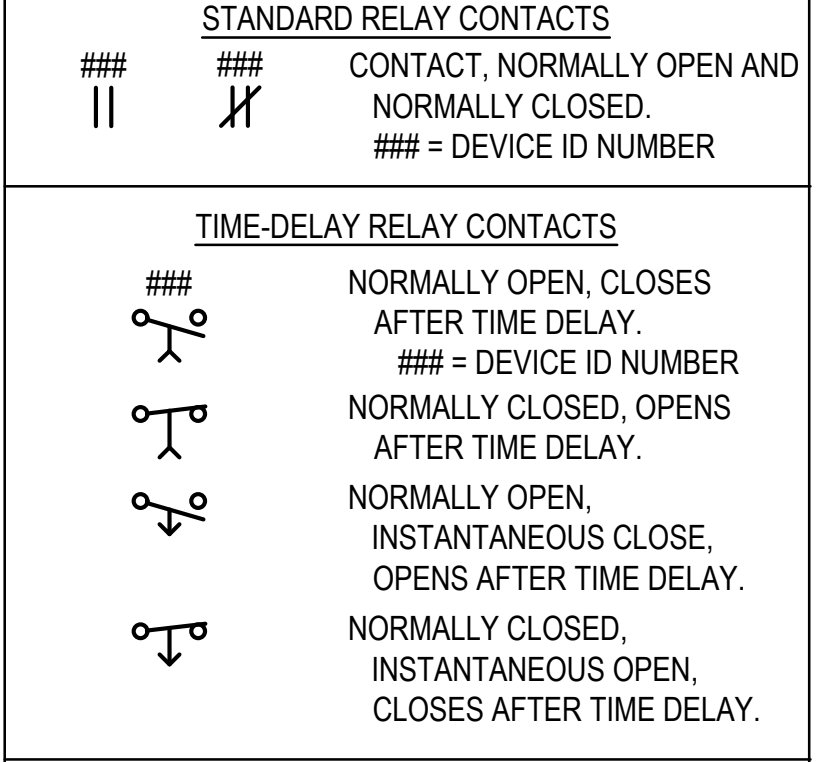 STANDARD RELAY CONTACTS
### ### CONTACT, NORMALLY OPEN AND
NORMALLY CLOSED.
### = DEVICE ID NUMBER
TIME-DELAY RELAY CONTACTS
### NORMALLY OPEN, CLOSES
AFTER TIME DELAY.
### = DEVICE ID NUMBER
NORMALLY CLOSED, OPENS
AFTER TIME DELAY.
NORMALLY OPEN,
INSTANTANEOUS CLOSE,
OPENS AFTER TIME DELAY.
NORMALLY CLOSED,
INSTANTANEOUS OPEN,
CLOSES AFTER TIME DELAY.